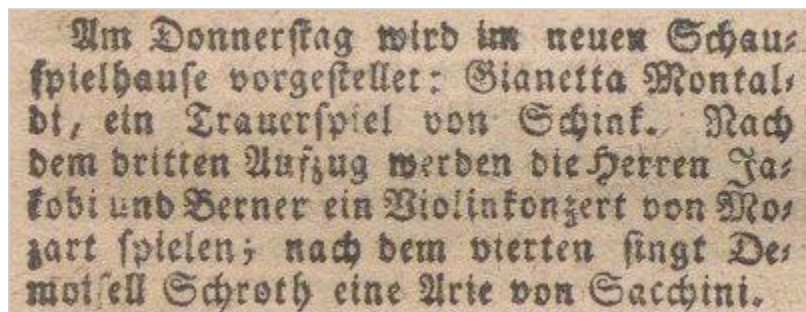 Am Donnerſtag wird im neuen Schau⸗
ſpielhauſe vorgeſtellet: Gianetta Montal⸗
di, ein Trauerſpiel von Schink. Nach
dem dritten Aufzug werden die Herren Ja⸗
kobi und Berner ein Violinkonzert von Mo⸗
zart ſpielen; nach dem vierten ſingt De⸗
moiſell Schroth eine Arie von Sacchini.